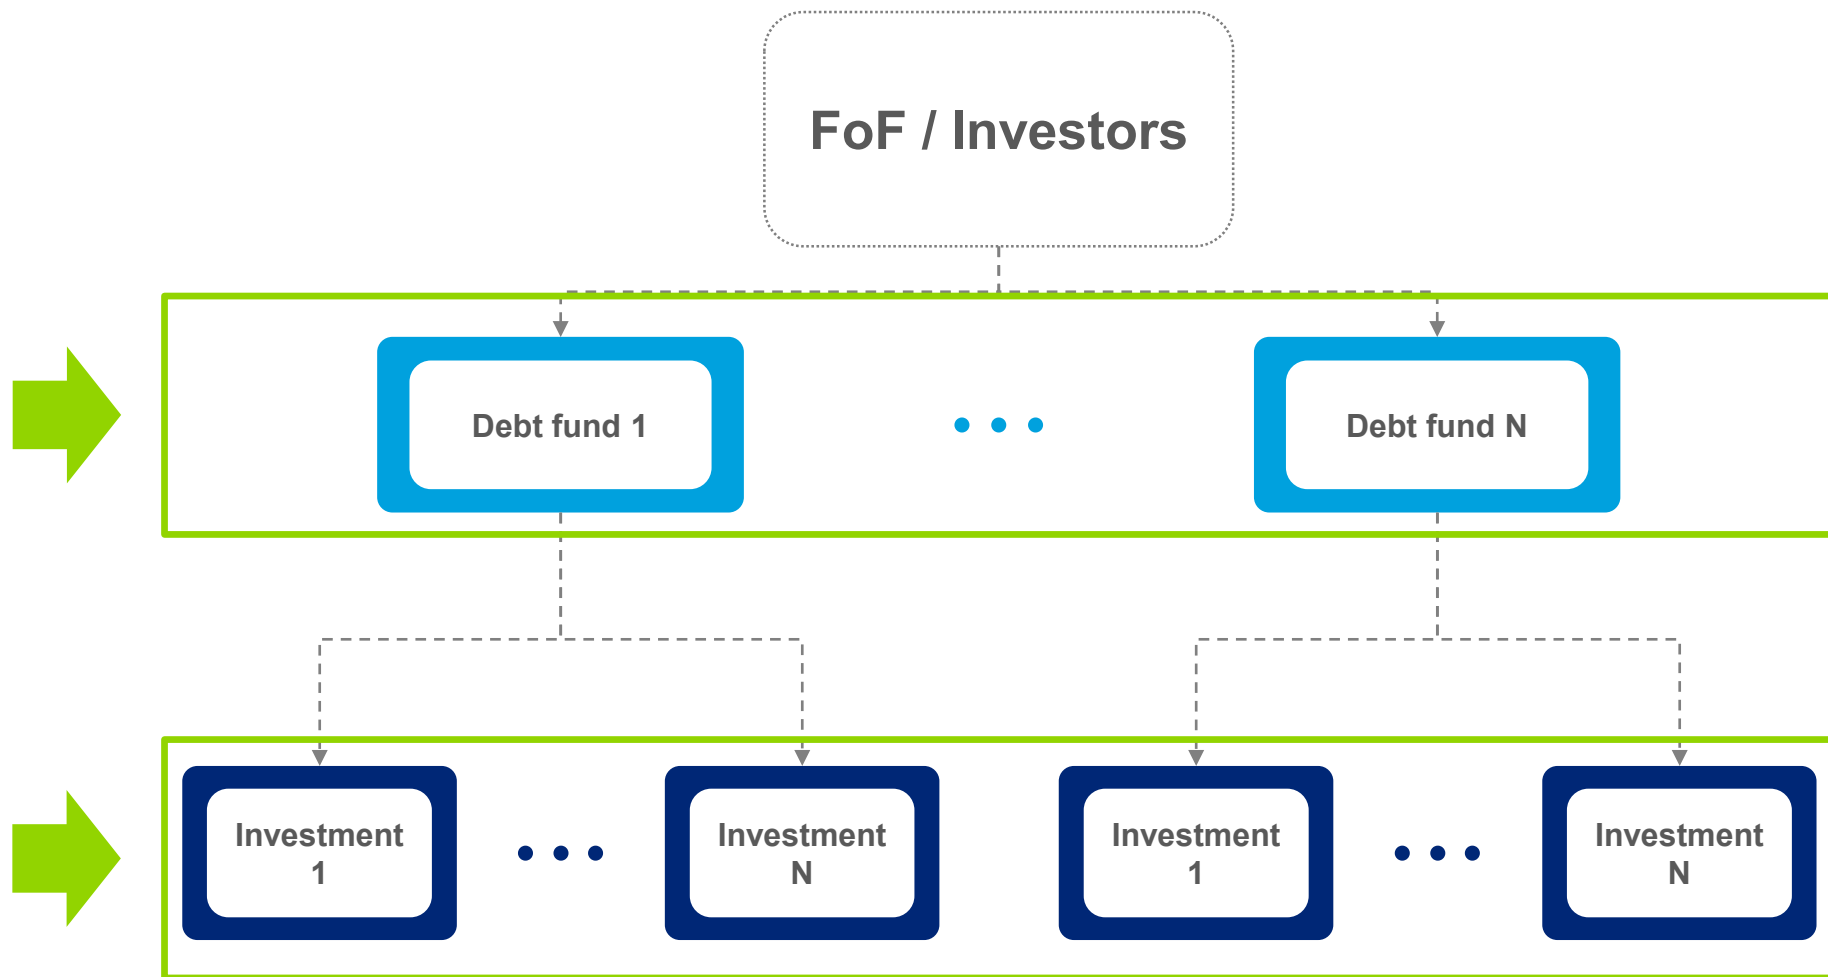 FoF / Investors
Debt fund 1
Debt fund N
Investment
1
Investment
N
Investment
1
Investment
N